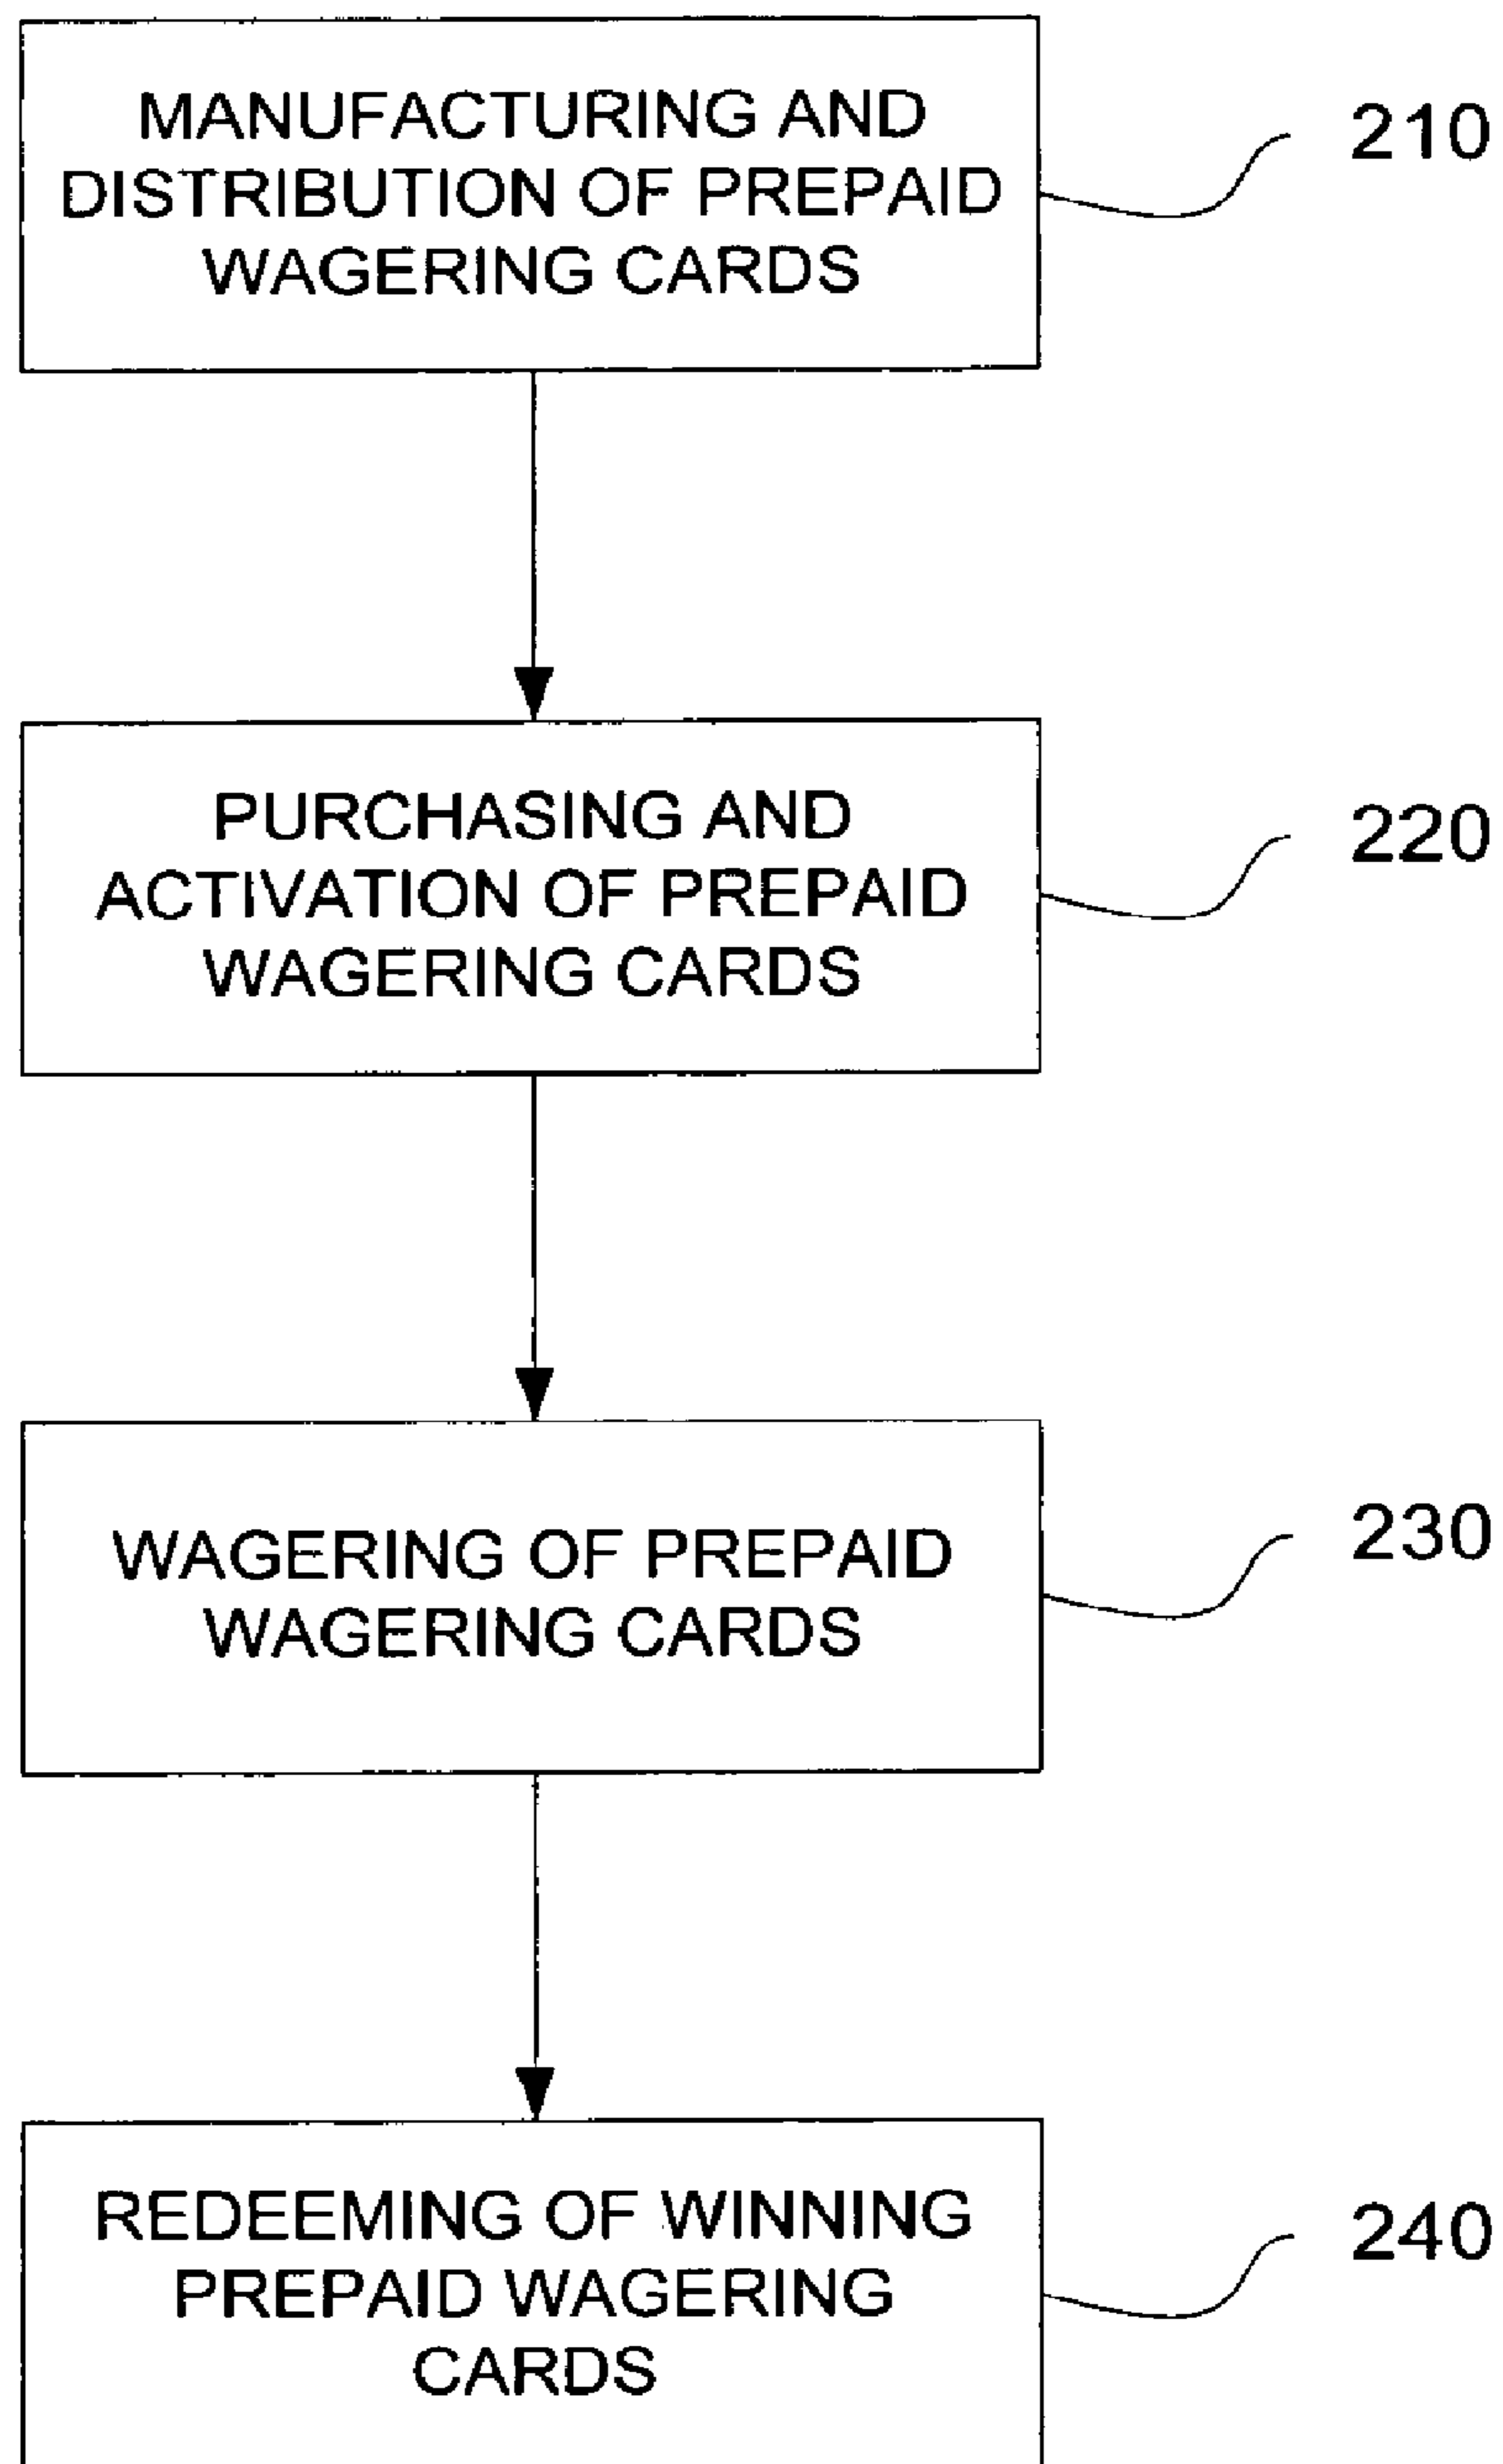 MANUFACTURING AND
DISTRIBUTION OF PREPAID
WAGERING CARDS
210
PURCHASING AND
ACTIVATION OF PREPAID
WAGERING CARDS
220
WAGERING OF PREPAID
WAGERING CARDS
230
REDEEMING OF WINNING
PREPAID WAGERING
CARDS
240